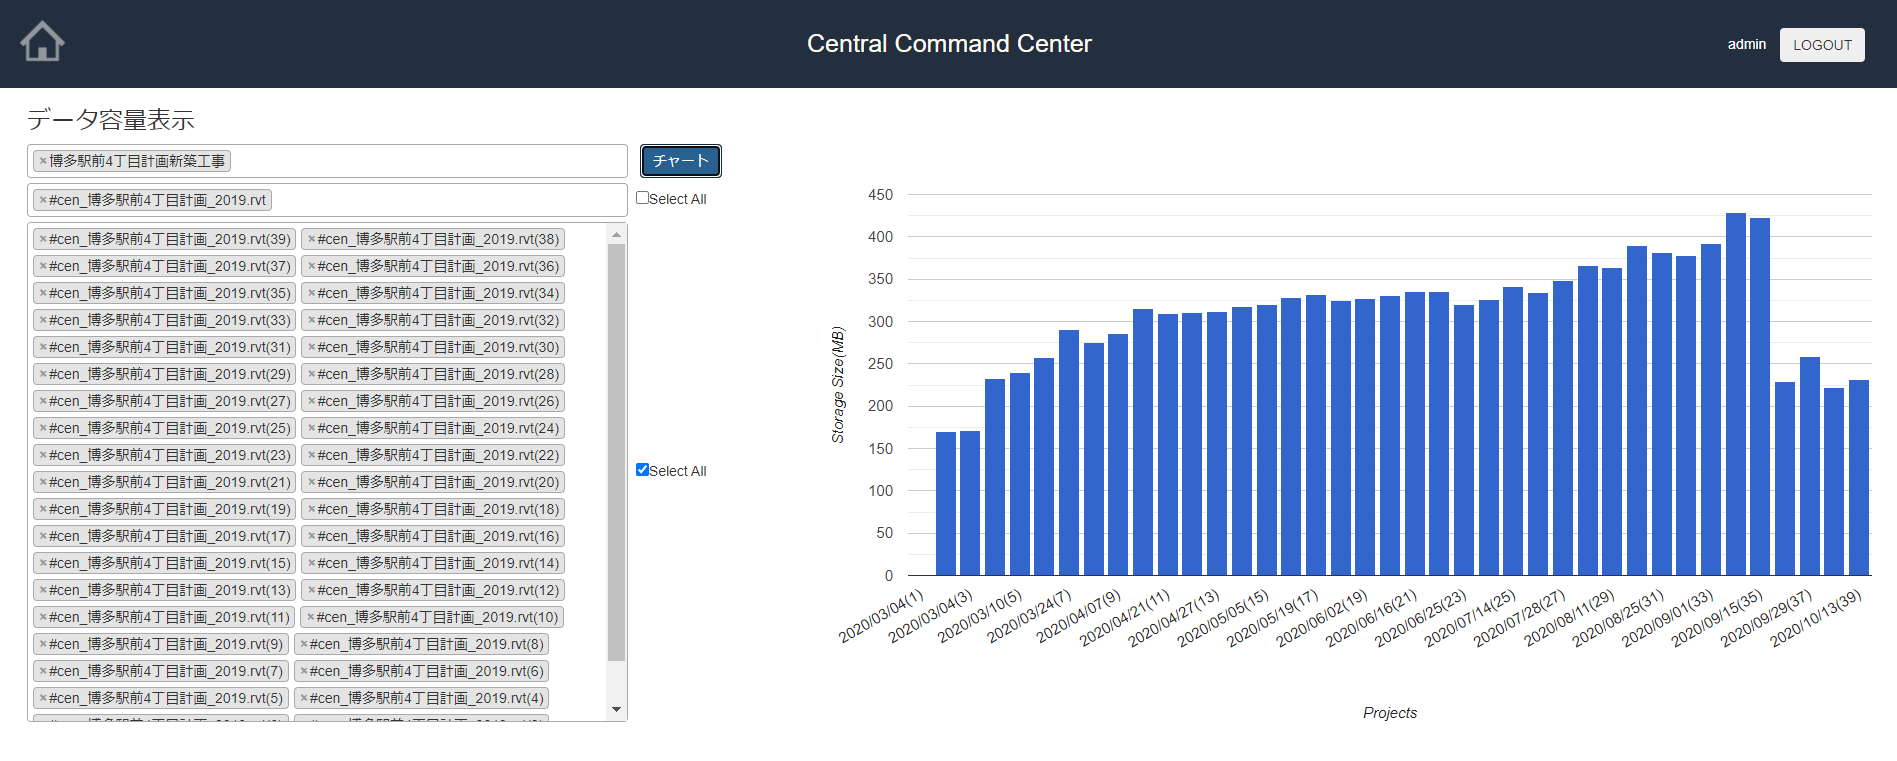 Central Command Center
admin
LOGOUT
データ容量表示
×博多駅前4丁目計画新築工事
チャート
×#cen_博多駅前4丁目計画_2019.rvt
Select All
×#cen_博多駅前4丁目計画_2019.rvt(39) ×#cen_博多駅前4丁目計画_2019.rvt(38)
×#cen_博多駅前4丁目計画_2019.rvt(37) ×#cen_博多駅前4丁目計画_2019.rvt(36)
×#cen_博多駅前4丁目計画_2019.rvt(35) ×#cen_博多駅前4丁目計画_2019.rvt(34)
×#cen_博多駅前4丁目計画_2019.rvt(33) ×#cen_博多駅前4丁目計画_2019.rvt(32)
×#cen_博多駅前4丁目計画_2019.rvt(31) ×#cen_博多駅前4丁目計画_2019.rvt(30)
×#cen_博多駅前4丁目計画_2019.rvt(29) ×#cen_博多駅前4丁目計画_2019.rvt(28)
×#cen_博多駅前4丁目計画_2019.rvt(27) ×#cen_博多駅前4丁目計画_2019.rvt(26)
×#cen_博多駅前4丁目計画_2019.rvt(25) ×#cen_博多駅前4丁目計画_2019.rvt(24)
×#cen_博多駅前4丁目計画_2019.rvt(23) ×#cen_博多駅前4丁目計画_2019.rvt(22)
×#cen_博多駅前4丁目計画_2019.rvt(21) ×#cen_博多駅前4丁目計画_2019.rvt(20)
×#cen_博多駅前4丁目計画_2019.rvt(19) ×#cen_博多駅前4丁目計画_2019.rvt(18)
×#cen_博多駅前4丁目計画_2019.rvt(17) ×#cen_博多駅前4丁目計画_2019.rvt(16)
×#cen_博多駅前4丁目計画_2019.rvt(15) ×#cen_博多駅前4丁目計画_2019.rvt(14)
×#cen_博多駅前4丁目計画_2019.rvt(13) ×#cen_博多駅前4丁目計画_2019.rvt(12)
×#cen_博多駅前4丁目計画_2019.rvt(11) ×#cen_博多駅前4丁目計画_2019.rvt(10)
×#cen_博多駅前4丁目計画_2019.rvt(9) ×#cen_博多駅前4丁目計画_2019.rvt(8)
×#cen_博多駅前4丁目計画_2019.rvt(7) ×#cen_博多駅前4丁目計画_2019.rvt(6)
×#cen_博多駅前4丁目計画_2019.rvt(5) ×#cen_博多駅前4丁目計画_2019.rvt(4)
Select All
Storage Size(MB)
450
400
350
300
250
200
150
100
50
0
2020/03/04(1)
2020/03/04(3)
2020/03/10(5)
2020/03/24(7)
2020/04/07(9)
2020/04/21(11)
2020/04/27(13)
2020/05/05(15)
2020/05/19(17)
2020/06/02(19)
2020/06/16(21)
2020/06/25(23)
2020/07/14(25)
2020/07/28(27)
2020/08/11(29)
2020/08/25(31)
2020/09/01(33)
2020/09/15(35)
2020/09/29(37)
2020/10/13(39)
Projects